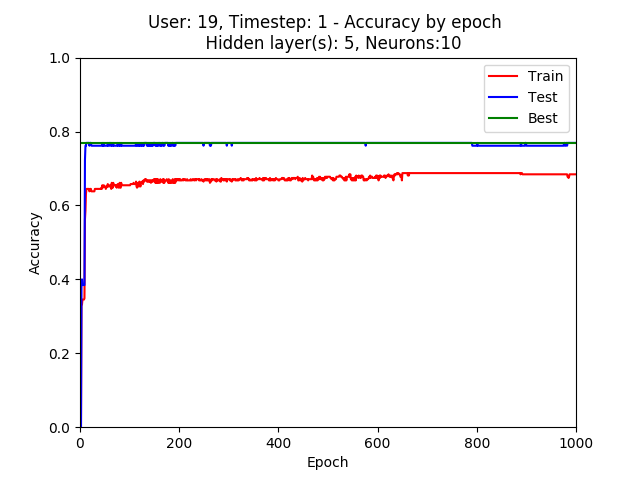 User: 19, Timestep: 1 - Accuracy by epoch
Hidden layer(s): 5, Neurons:10
1.0
0.8
0.6
0.4
0.2
0.0
Accuracy
Train
Test
Best
0
200
400
600
800
1000
Epoch